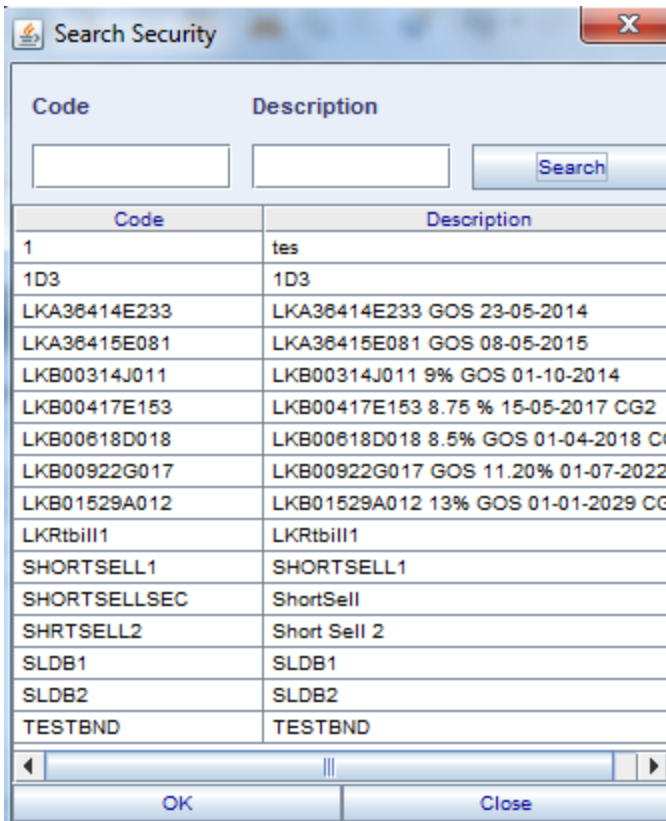 Search Security
Code Description
Search
Code Description
1 tes
1D3 1D3
LKA36414E233 LKA36414E233 GOS 23-05-2014
LKA36415E081 LKA36415E081 GOS 08-05-2015
LKB00314J011 LKB00314J011 9% GOS 01-10-2014
LKB00417E153 LKB00417E153 8.75 % 15-05-2017 CG2
LKB00618D018 LKB00618D018 8.5% GOS 01-04-2018 C
LKB00922G017 LKB00922G017 GOS 11.20% 01-07-2022
LKB01529A012 LKB01529A012 13% GOS 01-01-2029 CG
LKRtbill1 LKRtbill1
SHORTSELL1 SHORTSELL1
SHORTSELLSEC ShortSell
SHRTSELL2 Short Sell 2
SLDB1 SLDB1
SLDB2 SLDB2
TESTBND TESTBND
OK Close